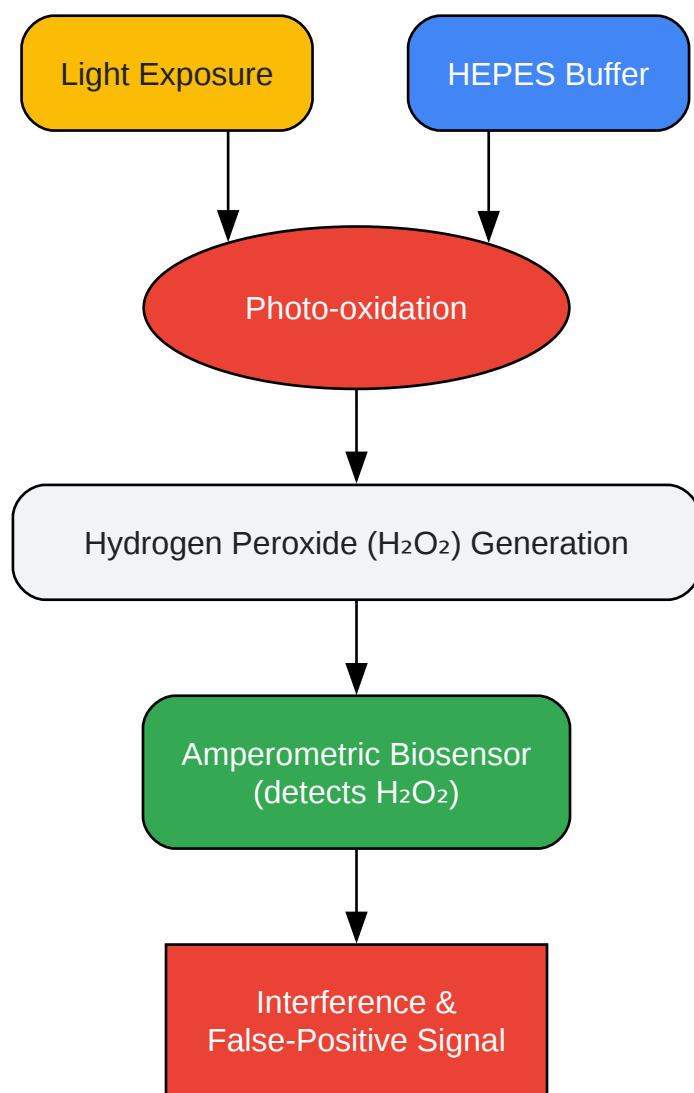 Light Exposure
HEPES Buffer
Photo-oxidation
Hydrogen Peroxide (H₂O₂) Generation
Amperometric Biosensor
(detects H₂O₂)
Interference &
False-Positive Signal